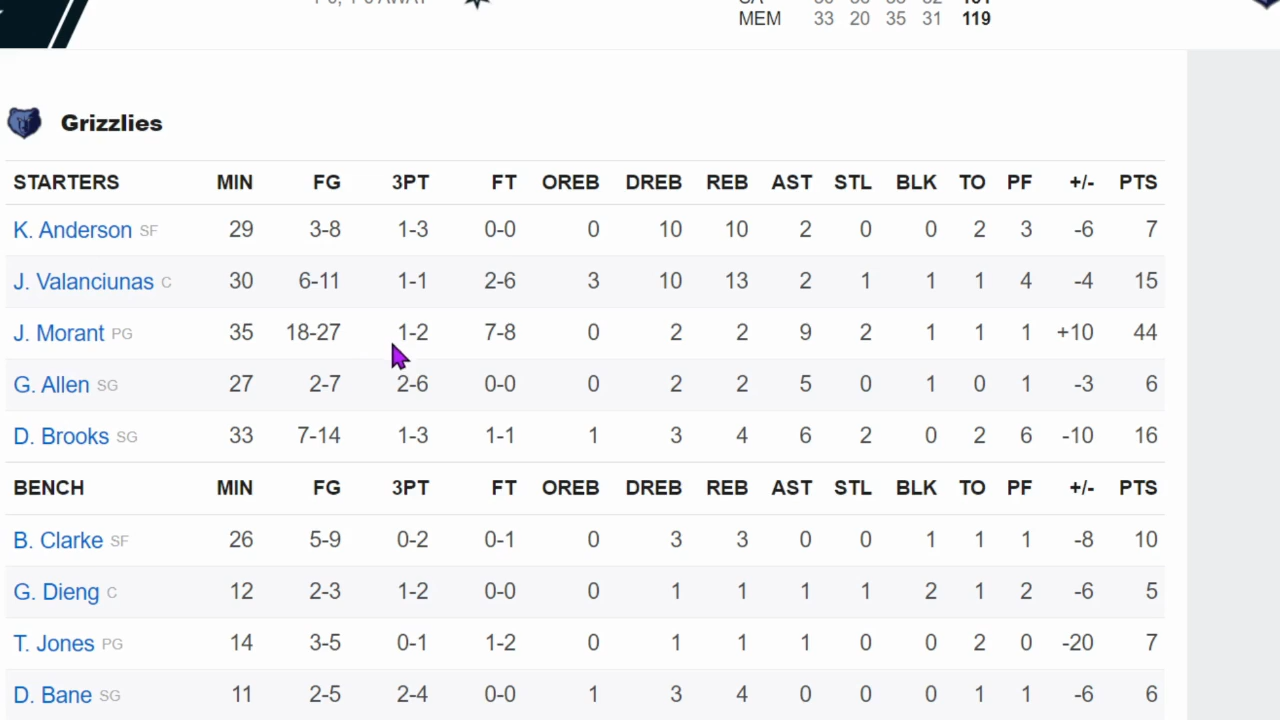 MEM 33 20 35 31 119
Grizzlies
STARTERS MIN FG 3PT FT OREB DREB REB AST STL BLK TO PF +/- PTS
K. Anderson SF 29 3-8 1-3 0-0 0 10 10 2 0 0 2 3 -6 7
J. Valanciunas C 30 6-11 1-1 2-6 3 10 13 2 1 1 1 4 -4 15
J. Morant PG 35 18-27 1-2 7-8 0 2 2 9 2 1 1 1 +10 44
G. Allen SG 27 2-7 2-6 0-0 0 2 2 5 0 1 0 1 -3 6
D. Brooks SG 33 7-14 1-3 1-1 1 3 4 6 2 0 2 6 -10 16
BENCH MIN FG 3PT FT OREB DREB REB AST STL BLK TO PF +/- PTS
B. Clarke SF 26 5-9 0-2 0-1 0 3 3 0 0 1 1 1 -8 10
G. Dieng C 12 2-3 1-2 0-0 0 1 1 1 1 2 1 2 -6 5
T. Jones PG 14 3-5 0-1 1-2 0 1 1 1 0 0 2 0 -20 7
D. Bane SG 11 2-5 2-4 0-0 1 3 4 0 0 0 1 1 -6 6